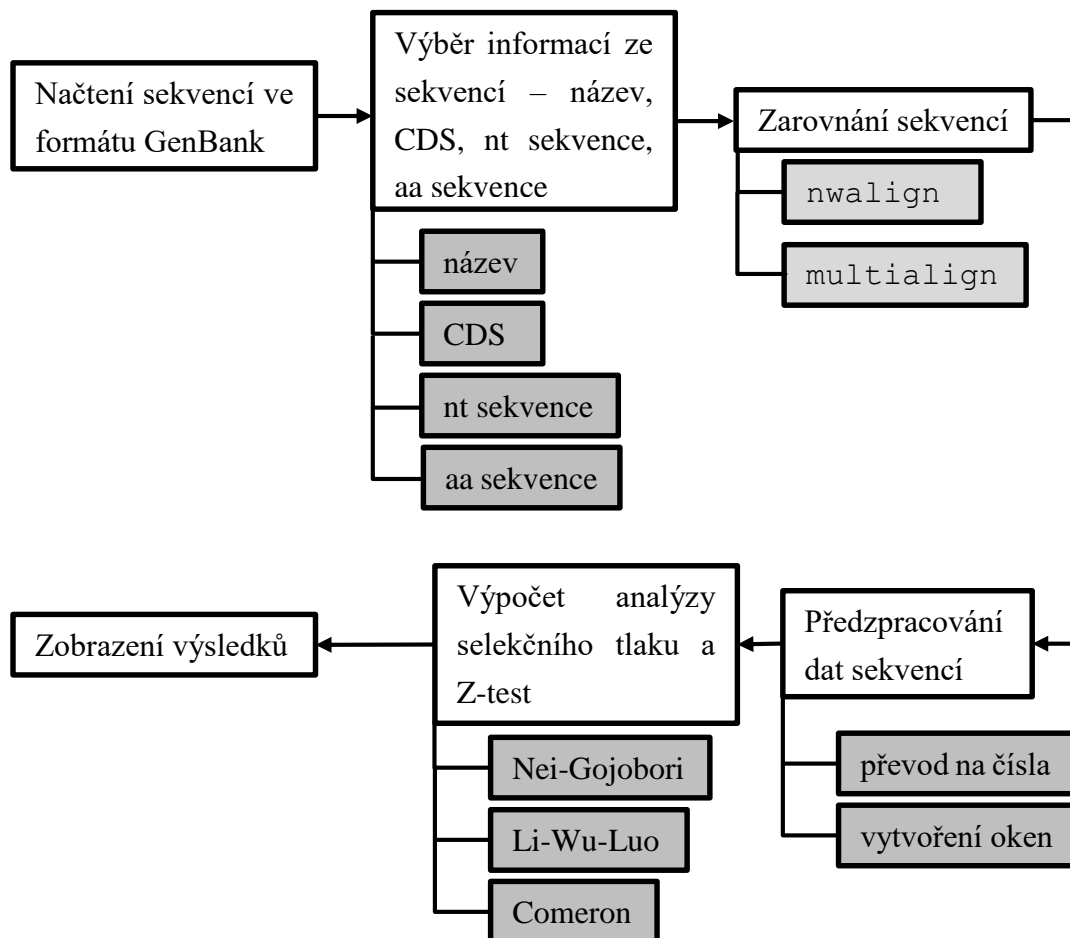 Načtení sekvencí ve
formátu GenBank
Výběr informací ze
sekvencí – název,
CDS, nt sekvence,
aa sekvence
název
CDS
nt sekvence
aa sekvence
Zarovnání sekvencí
nwalign
multialign
Předzpracování
dat sekvencí
převod na čísla
vytvoření oken
Výpočet analýzy
selekčního tlaku a
Z-test
Nei-Gojobori
Li-Wu-Luo
Comeron
Zobrazení výsledků